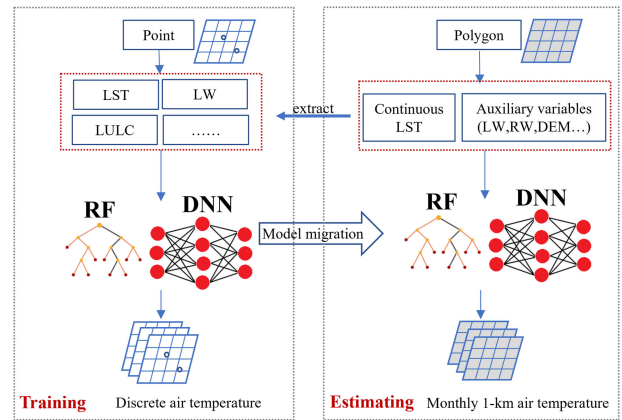 Point
LST
LW
LULC
......
RF
DNN
Training
Discrete air temperature
extract
Model migration
Polygon
Continuous
LST
Auxiliary variables
(LW,RW,DEM...)
RF
DNN
Estimating
Monthly 1-km air temperature